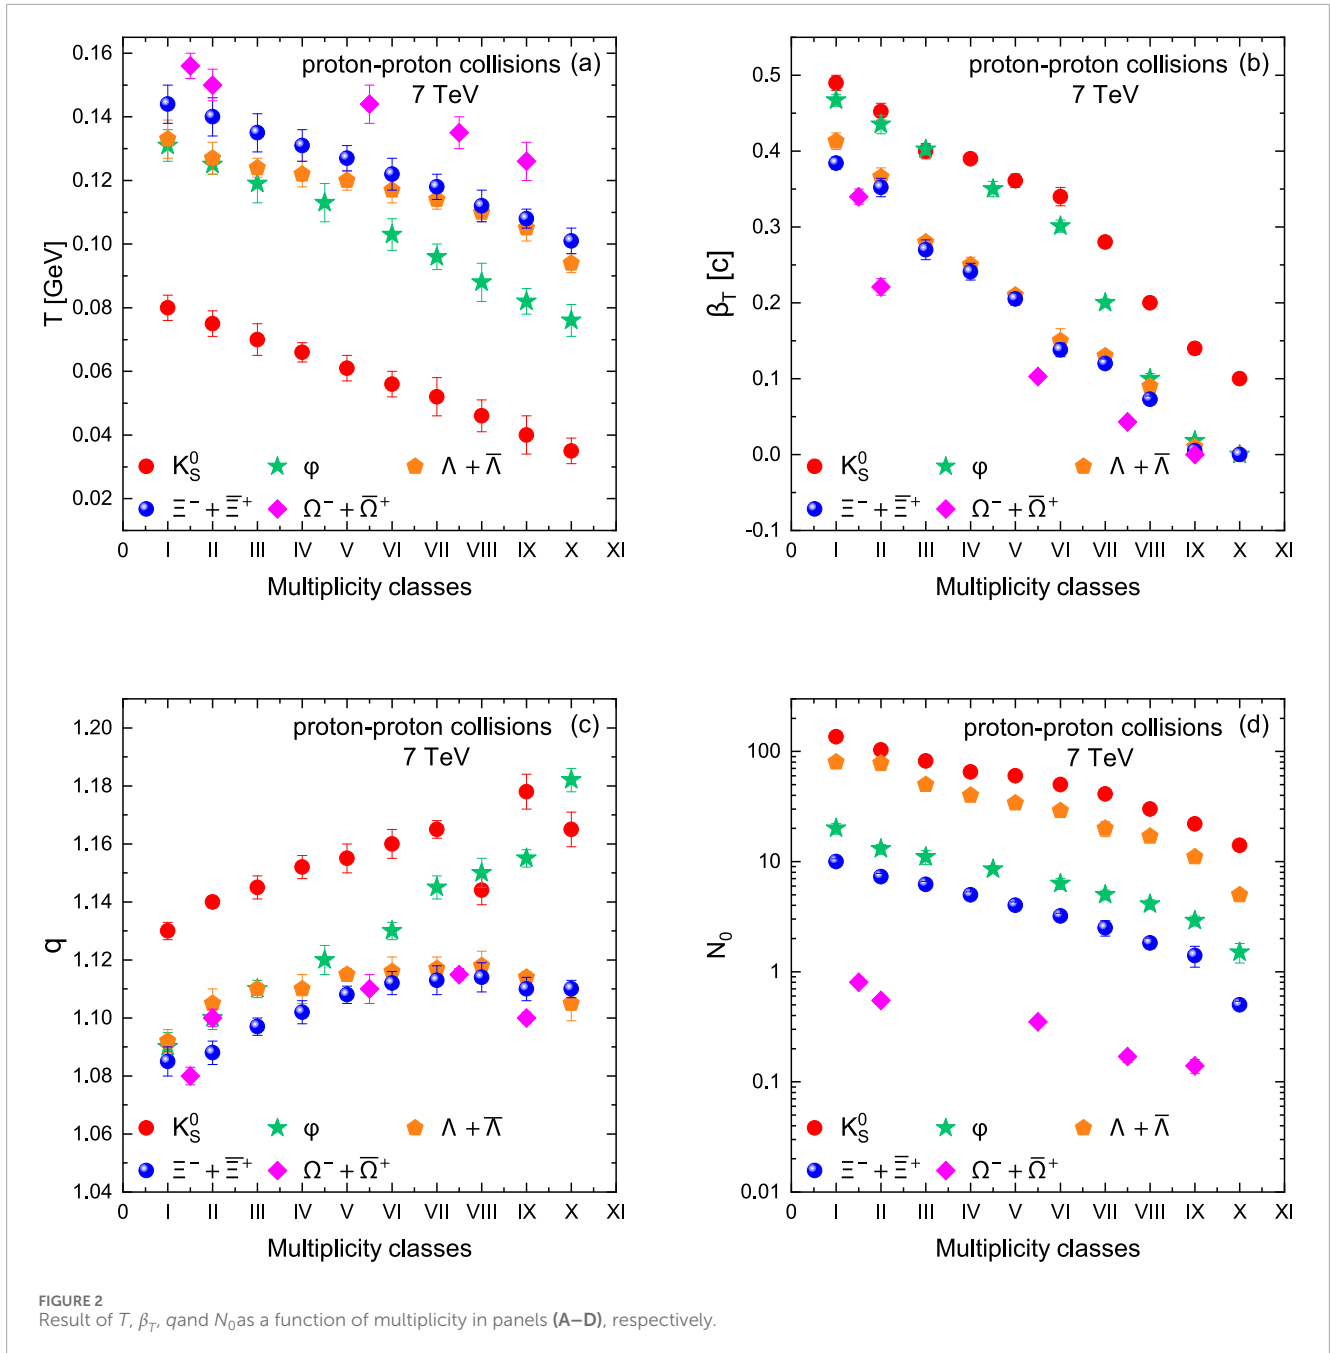 proton-proton collisions (a)
7 TeV
0.16
0.14
0.12
0.10
0.08
0.06
0.04
0.02
T [GeV]
K⁰_S φ Λ + Λ̅
Ξ⁻ + Ξ̅⁺ Ω⁻ + Ω̅⁺
0 I II III IV V VI VII VIII IX X XI
Multiplicity classes
proton-proton collisions (b)
7 TeV
0.5
0.4
0.3
0.2
0.1
0.0
-0.1
β_T [c]
K⁰_S φ Λ + Λ̅
Ξ⁻ + Ξ̅⁺ Ω⁻ + Ω̅⁺
0 I II III IV V VI VII VIII IX X XI
Multiplicity classes
proton-proton collisions (c)
7 TeV
1.20
1.18
1.16
1.14
1.12
1.10
1.08
1.06
1.04
q
K⁰_S φ Λ + Λ̅
Ξ⁻ + Ξ̅⁺ Ω⁻ + Ω̅⁺
0 I II III IV V VI VII VIII IX X XI
Multiplicity classes
proton-proton collisions (d)
7 TeV
100
10
1
0.1
0.01
N₀
K⁰_S φ Λ + Λ̅
Ξ⁻ + Ξ̅⁺ Ω⁻ + Ω̅⁺
0 I II III IV V VI VII VIII IX X XI
Multiplicity classes
FIGURE 2
Result of T, β_T, qand N₀as a function of multiplicity in panels (A–D), respectively.